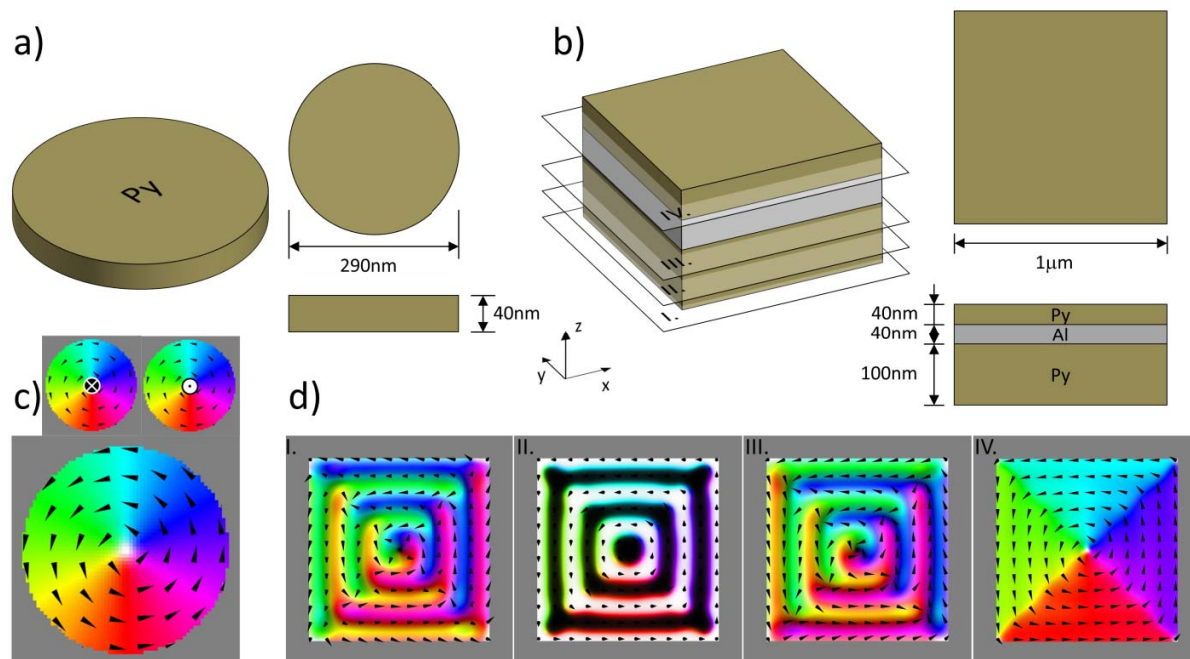 a)
Py
290nm
40nm
b)
IV.
III.
II.
I.
z
y
x
1μm
40nm
Py
40nm
Al
100nm
Py
c)
d)
I.
II.
III.
IV.